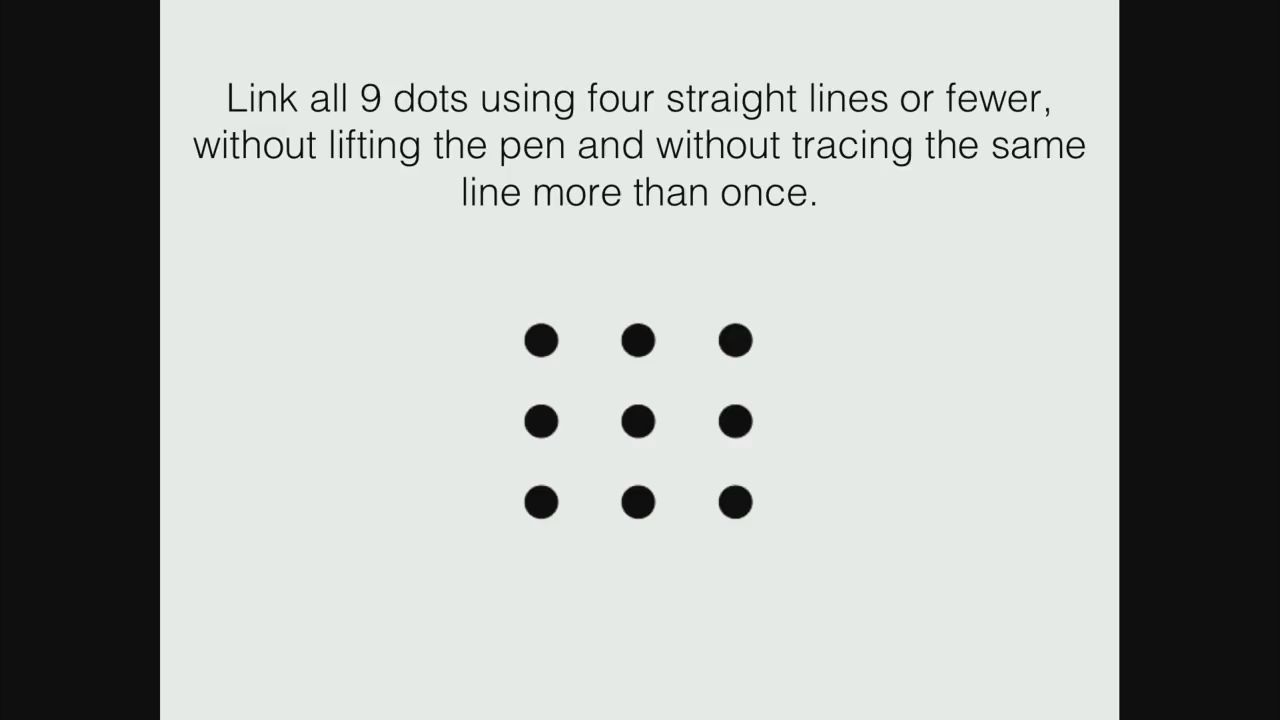 Link all 9 dots using four straight lines or fewer,
without lifting the pen and without tracing the same
line more than once.